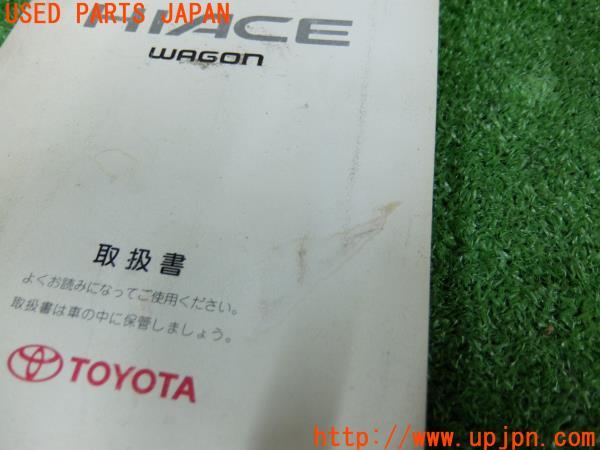 USED PARTS JAPAN
HIACE
WAGON
取扱書
よくお読みになってご使用ください。
取扱書は車の中に保管しましょう。
TOYOTA
http://www.upjpn.com